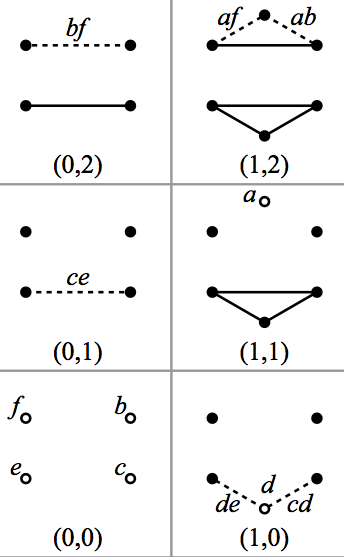 bf
af ab
(0,2) (1,2)
a
ce
(0,1) (1,1)
f b
e c d
de cd
(0,0) (1,0)